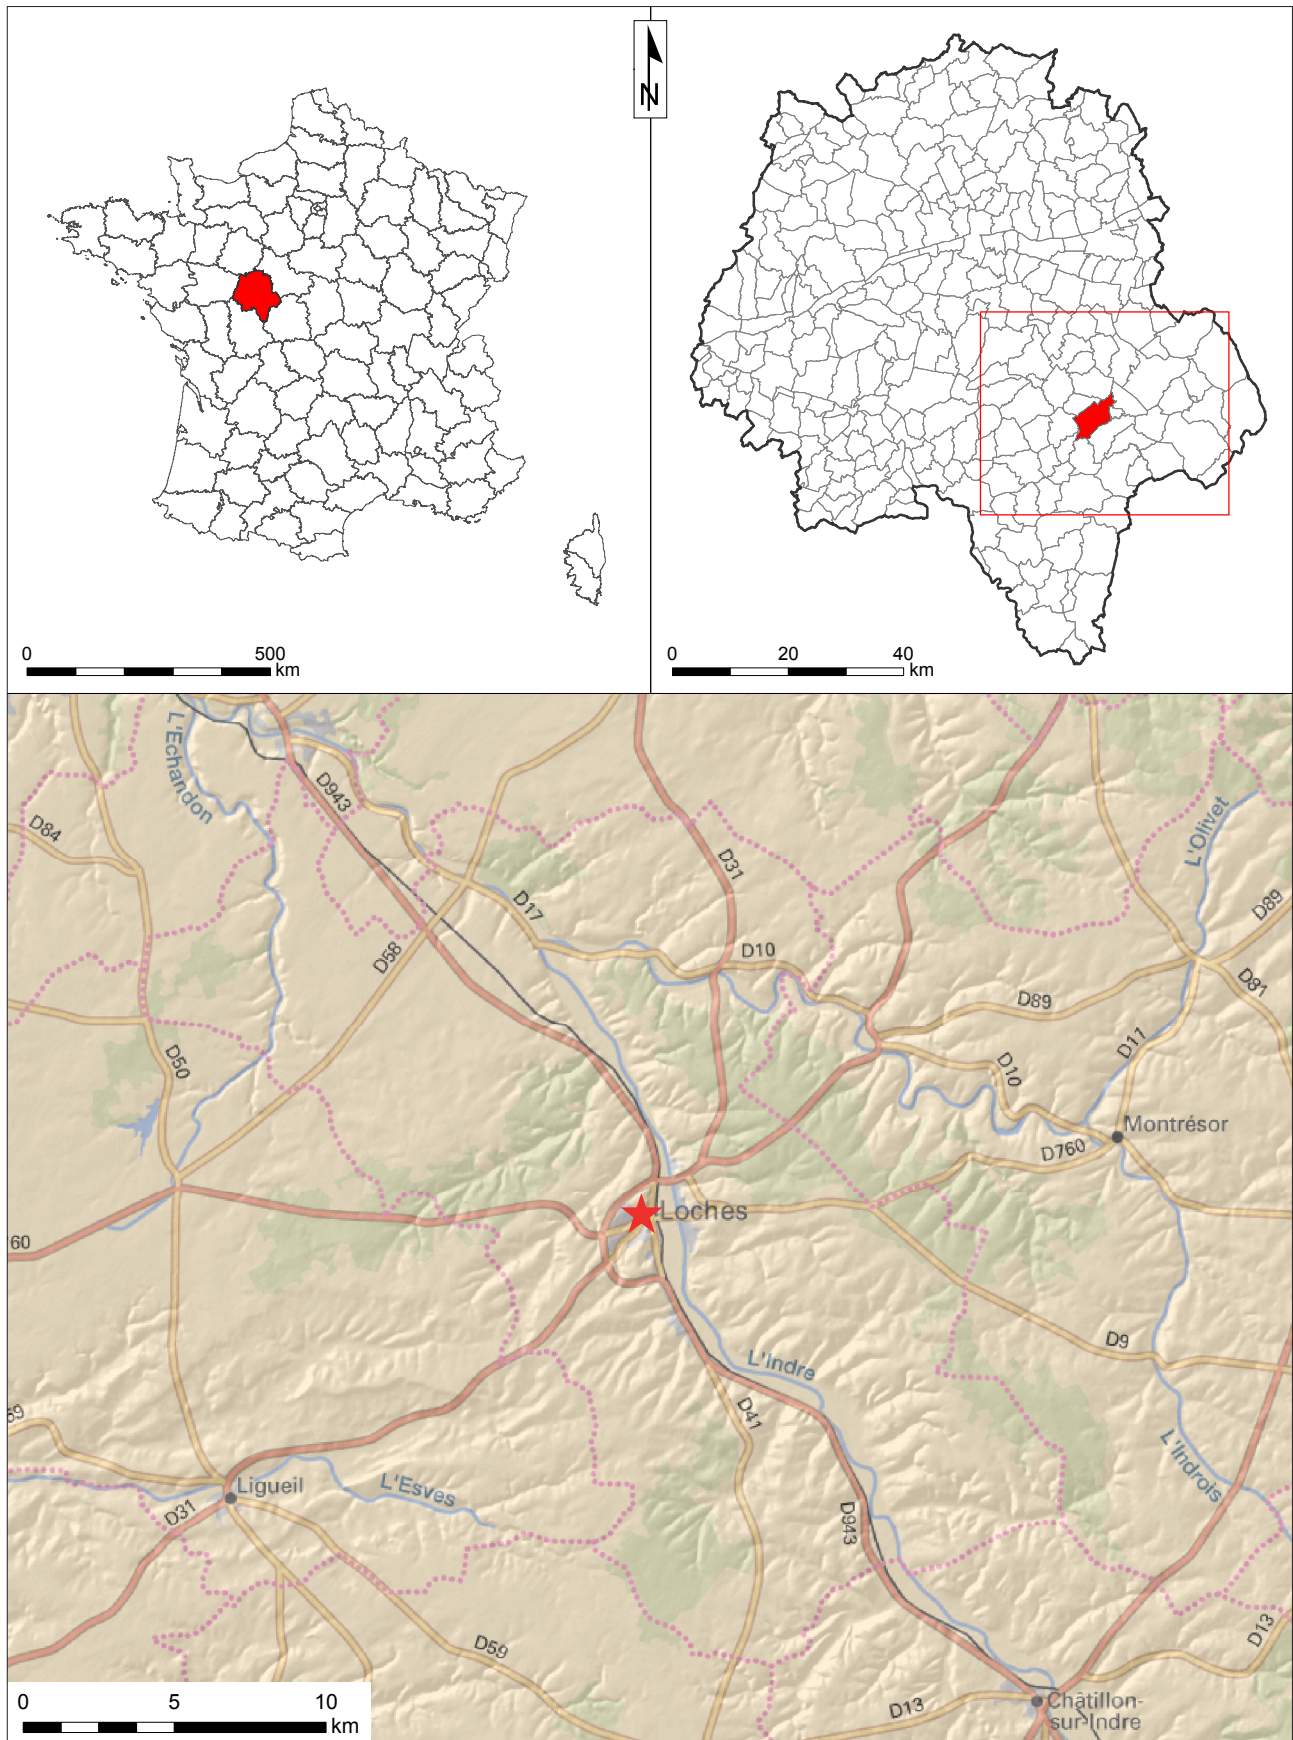 N
0 500 km
0 20 40 km
L'Echandon
D943
D84
L'Olivet
D31
D17
D89
D58
D10
D81
D89
D11
D50
D10
Montrésor
D760
Loches
60
D9
L'Indre
D41
59
L'Indrois
Ligueil
L'Esves
D31
D943
D59
D13
D13
Châtillon-
sur-Indre
0 5 10 km